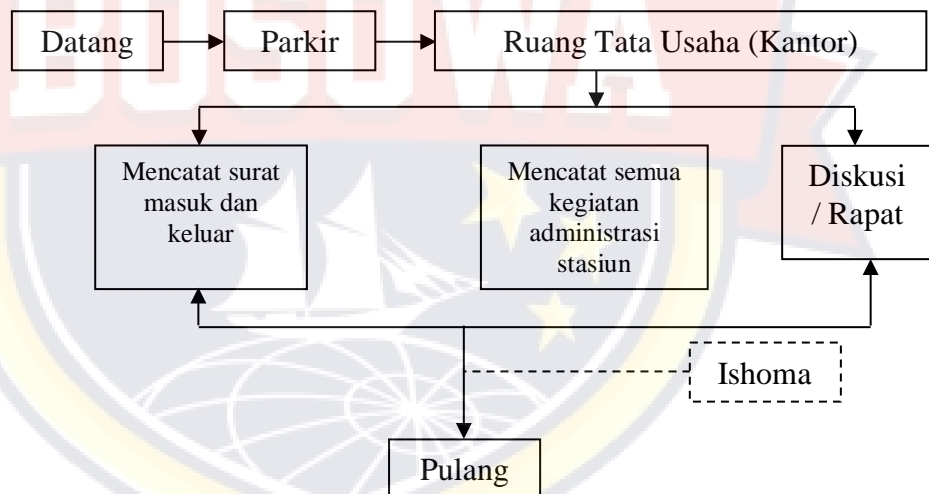 BOSOWA
Datang
Parkir
Ruang Tata Usaha (Kantor)
Mencatat surat
masuk dan
keluar
Mencatat semua
kegiatan
administrasi
stasiun
Diskusi
/ Rapat
Ishoma
Pulang